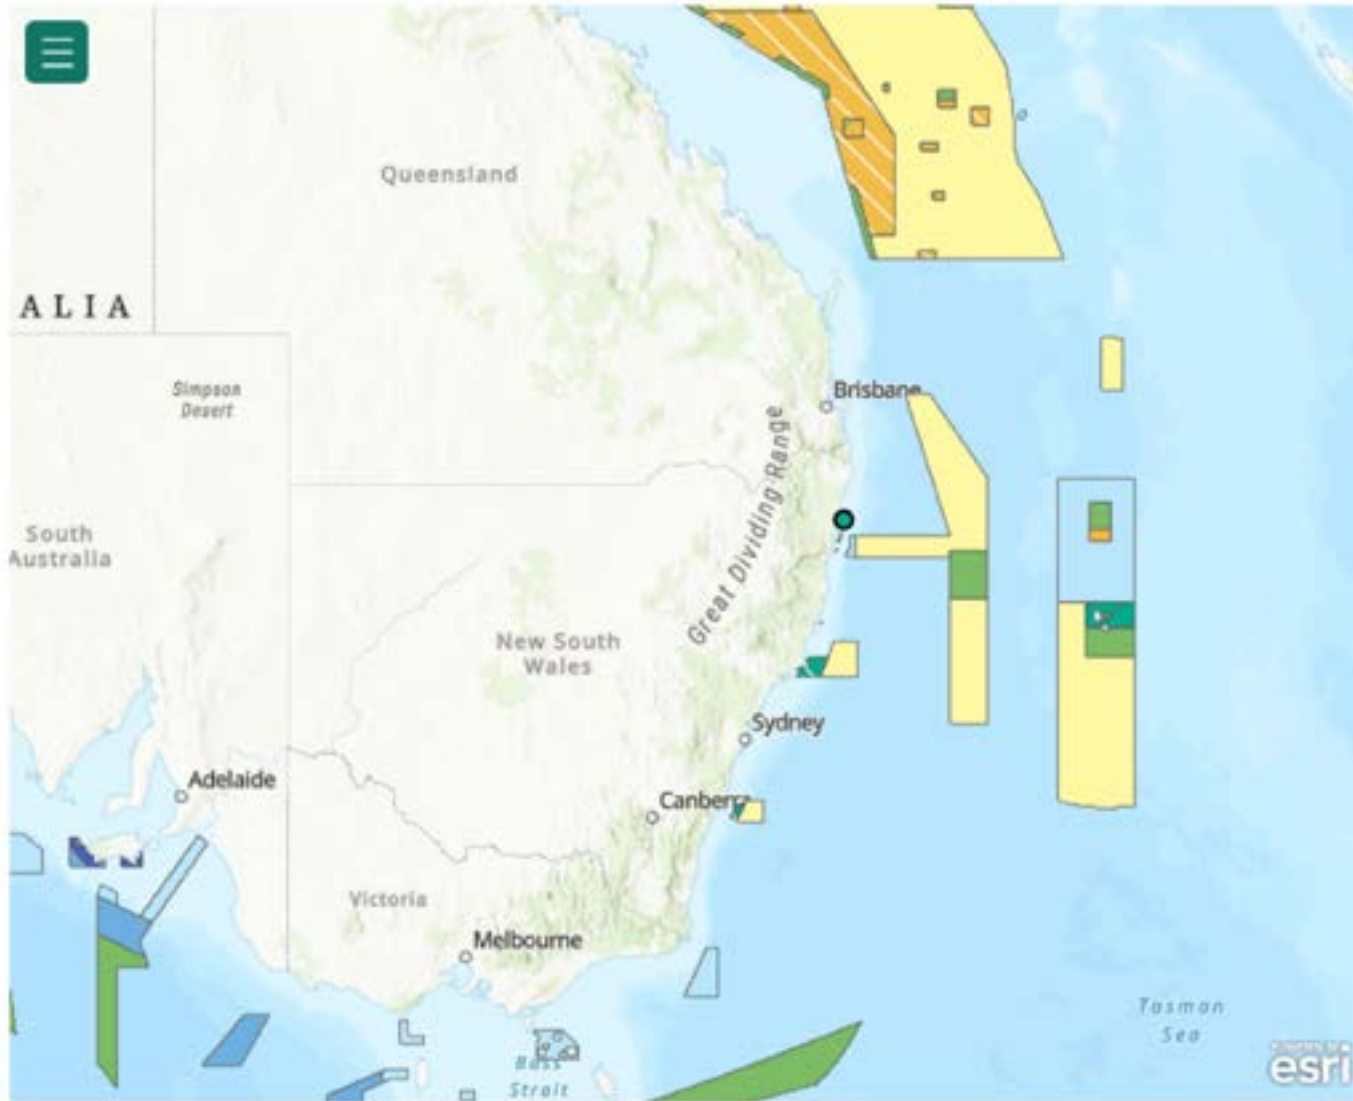 Queensland
ALIA
Simpson
Desert
Brisbane
Great Dividing Range
South
Australia
New South
Wales
Sydney
Adelaide
Canberra
Victoria
Melbourne
Tasman
Sea
Bass
Strait
esri